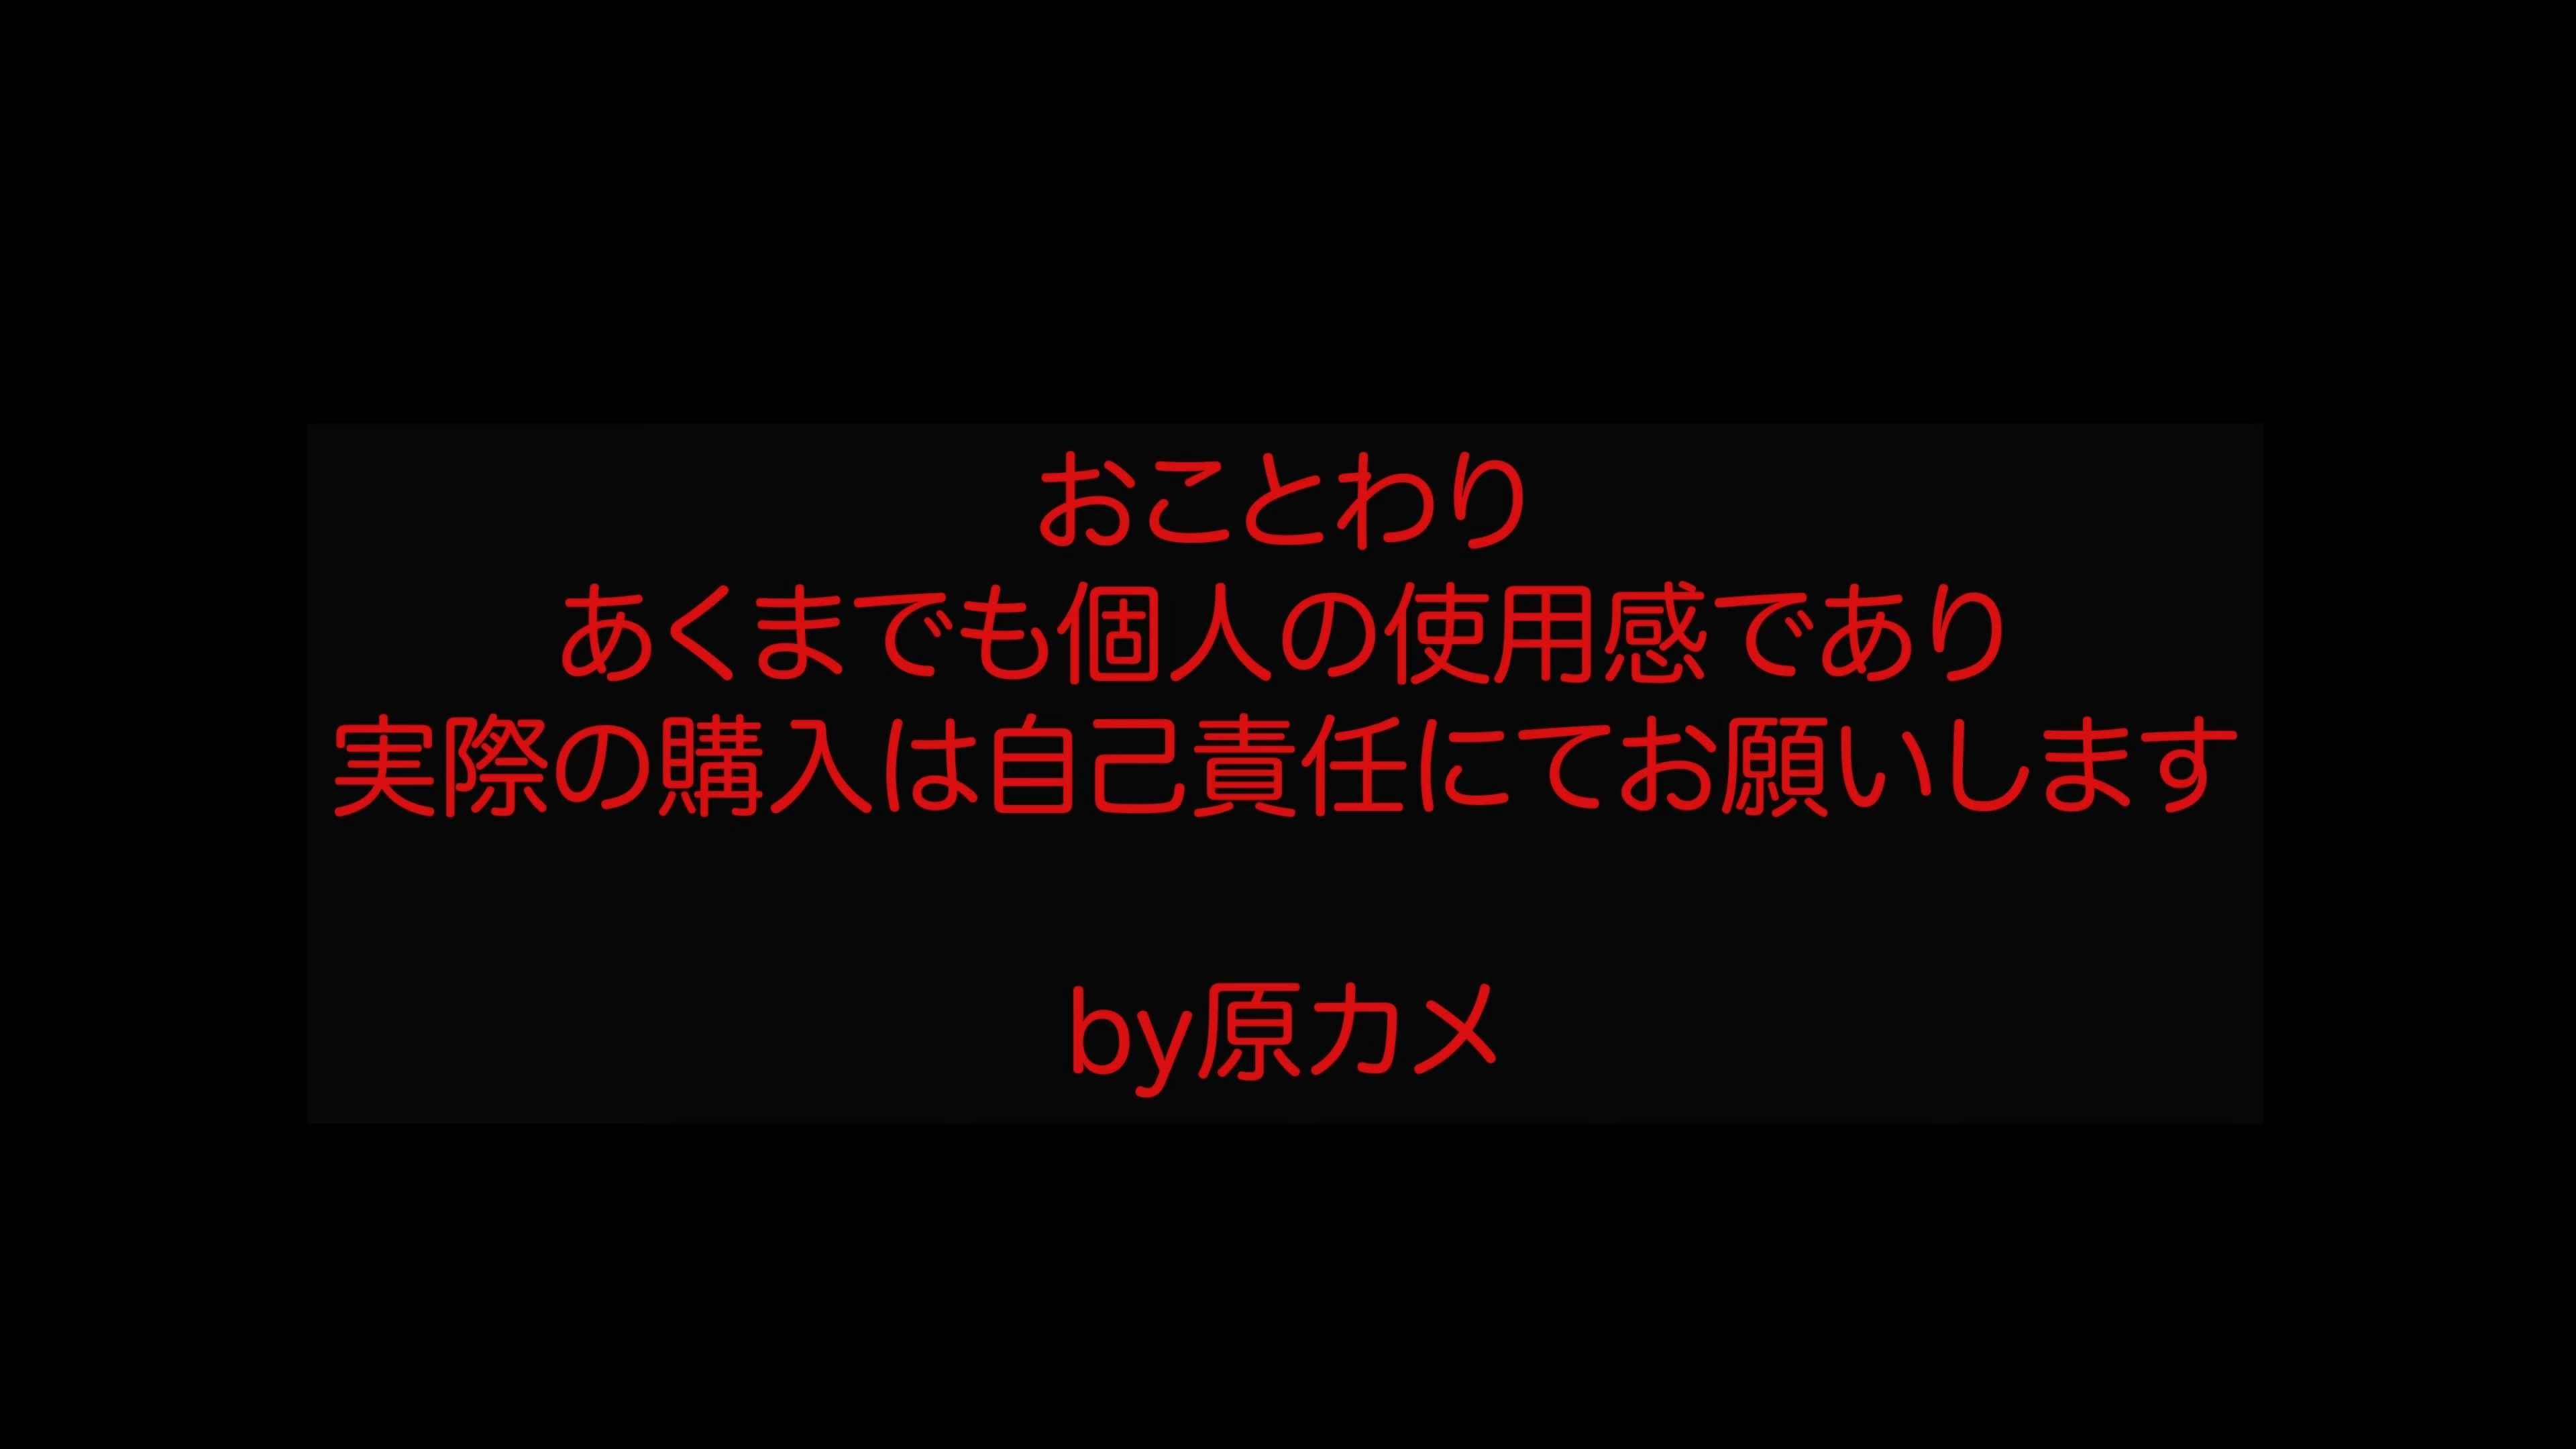 おことわり
あくまでも個人の使用感であり
実際の購入は自己責任にてお願いします
by原カメ